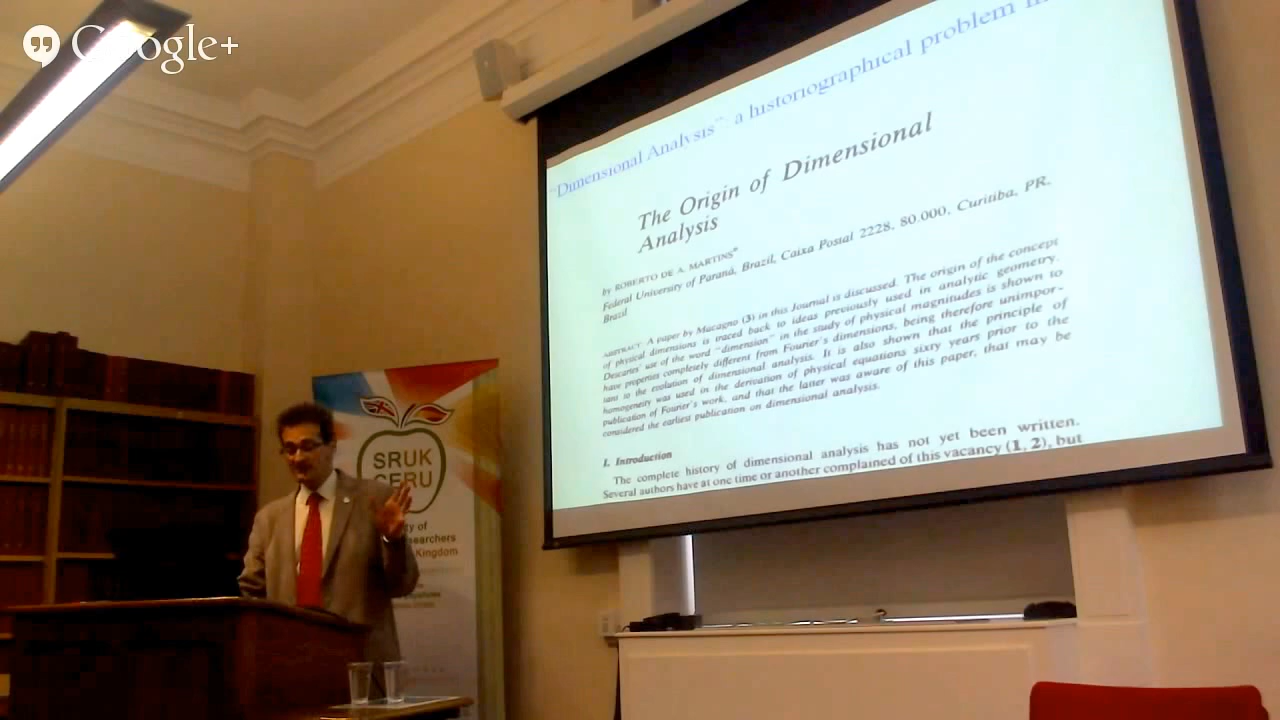 Google+
"Dimensional Analysis": a historiographical problem in
The Origin of Dimensional
Analysis
by ROBERTO DE A. MARTINS*
Federal University of Paraná, Brazil, Caixa Postal 2228, 80.000, Curitiba, PR,
Brazil
ABSTRACT: A paper by Macagno (3) in this Journal is discussed. The origin of the concept
of physical dimensions is traced back to ideas previously used in analytic geometry.
Descartes' use of the word "dimension" in the study of physical magnitudes is shown to
have properties completely different from Fourier's dimensions, being therefore unimpor-
tant to the evolution of dimensional analysis. It is also shown that the principle of
homogeneity was used in the derivation of physical equations sixty years prior to the
publication of Fourier's work, and that the latter was aware of this paper, that may be
considered the earliest publication on dimensional analysis.
I. Introduction
The complete history of dimensional analysis has not yet been written.
Several authors have at one time or another complained of this vacancy (1, 2), but
SRUK
CERU
ty of
searchers
Kingdom